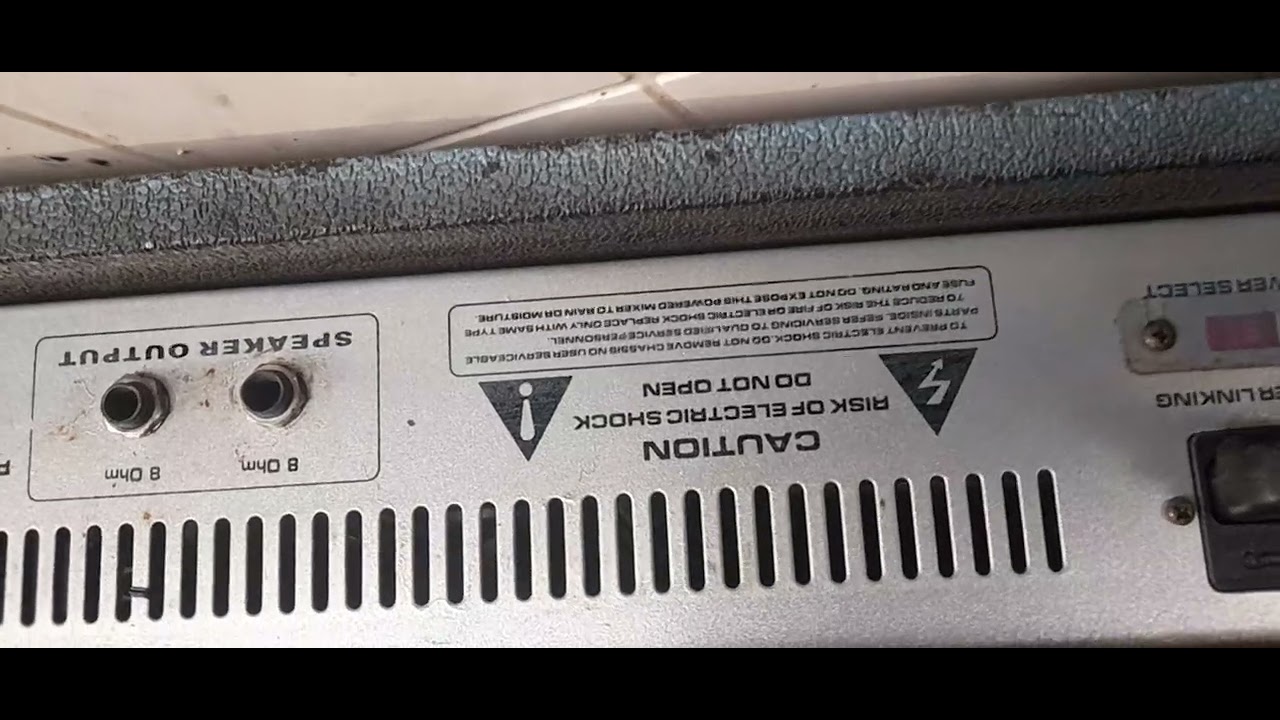 LINKING
SELECT
CAUTION
RISK OF ELECTRIC SHOCK
DO NOT OPEN
TO PREVENT ELECTRIC SHOCK,DO NOT REMOVE CHASSIS NO USER SERVICEABLE
PARTS INSIDE. REFER SERVICING TO QUALIFIED SERVICE PERSONNEL.
TO REDUCE THE RISK OF FIRE OR ELECTRIC SHOCK REPLACE ONLY WITH SAME TYPE
FUSE AND RATING, DO NOT EXPOSE THIS POWERED MIXER TO RAIN OR MOISTURE.
8 Ohm 8 Ohm
SPEAKER OUTPUT